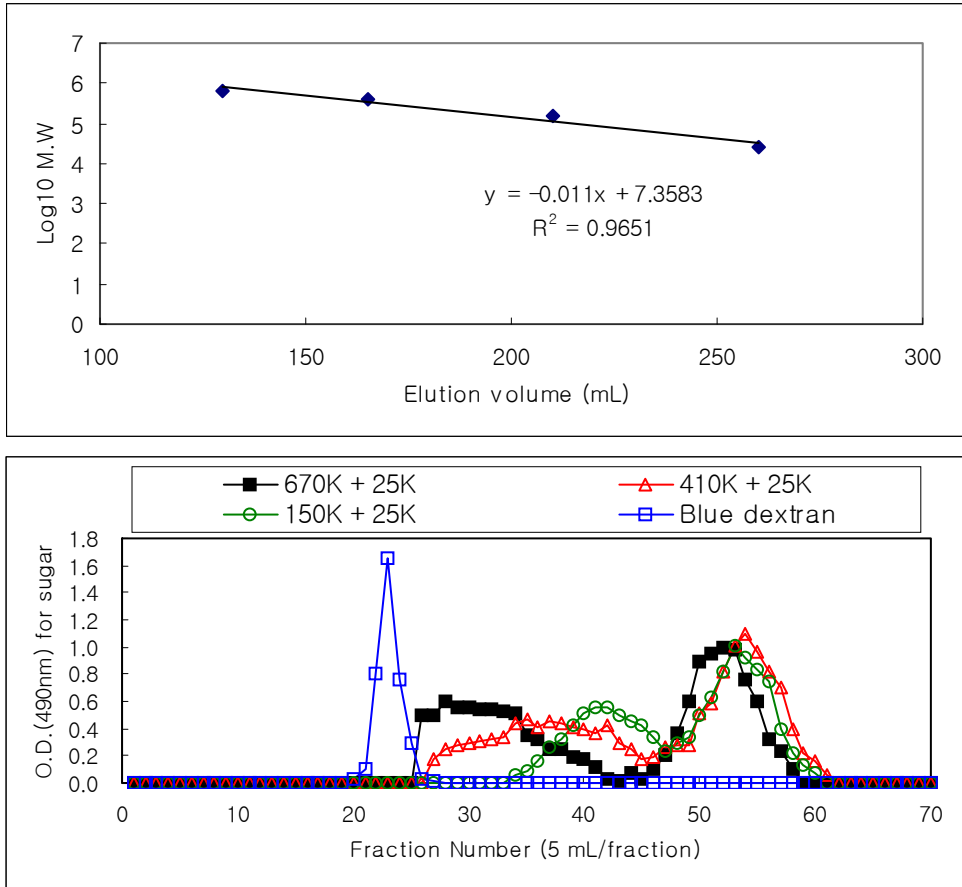 7
6
5
4
3
2
1
0
Log10 M.W
y = -0.011x + 7.3583
R² = 0.9651
100 150 200 250 300
Elution volume (mL)
670K + 25K 410K + 25K
150K + 25K Blue dextran
1.8
1.6
1.4
1.2
1.0
0.8
0.6
0.4
0.2
0.0
O.D.(490nm) for sugar
0 10 20 30 40 50 60 70
Fraction Number (5 mL/fraction)